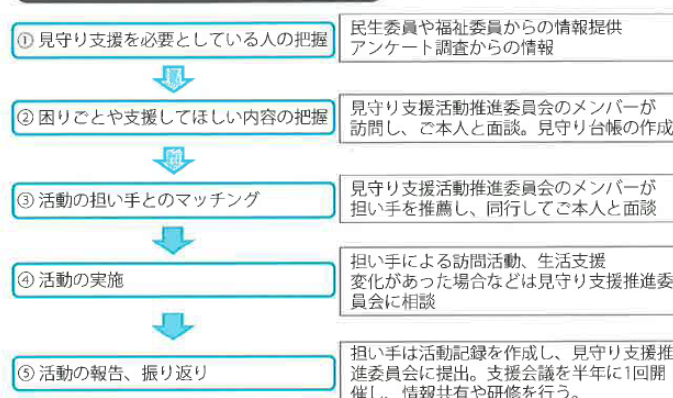 ① 見守り支援を必要としている人の把握
民生委員や福祉委員からの情報提供
アンケート調査からの情報
② 困りごとや支援してほしい内容の把握
見守り支援活動推進委員会のメンバーが
訪問し、ご本人と面談。見守り台帳の作成
③ 活動の担い手とのマッチング
見守り支援活動推進委員会のメンバーが
担い手を推薦し、同行してご本人と面談
④ 活動の実施
担い手による訪問活動、生活支援
変化があった場合などは見守り支援推進委
員会に相談
⑤ 活動の報告、振り返り
担い手は活動記録を作成し、見守り支援推
進委員会に提出。支援会議を半年に1回開
催し、情報共有や研修を行う。